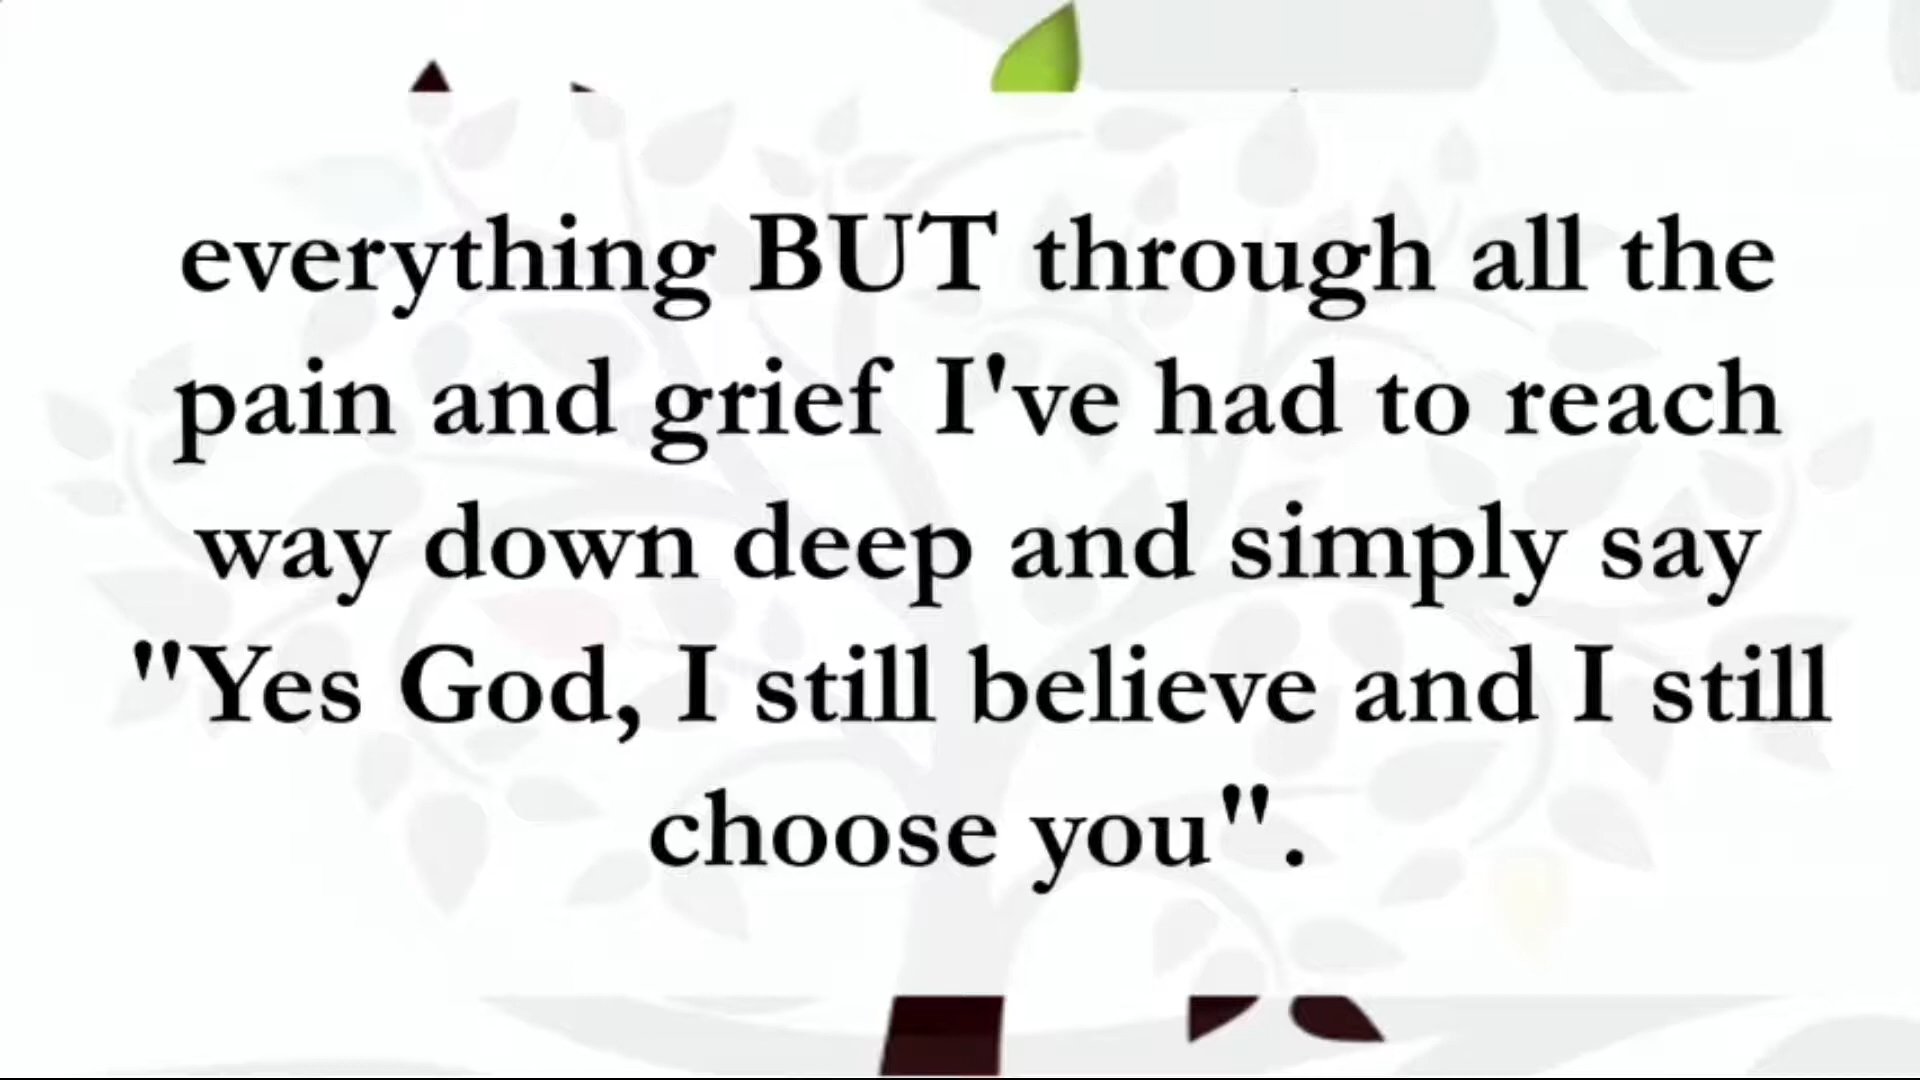 everything BUT through all the
pain and grief I've had to reach
way down deep and simply say
"Yes God, I still believe and I still
choose you".